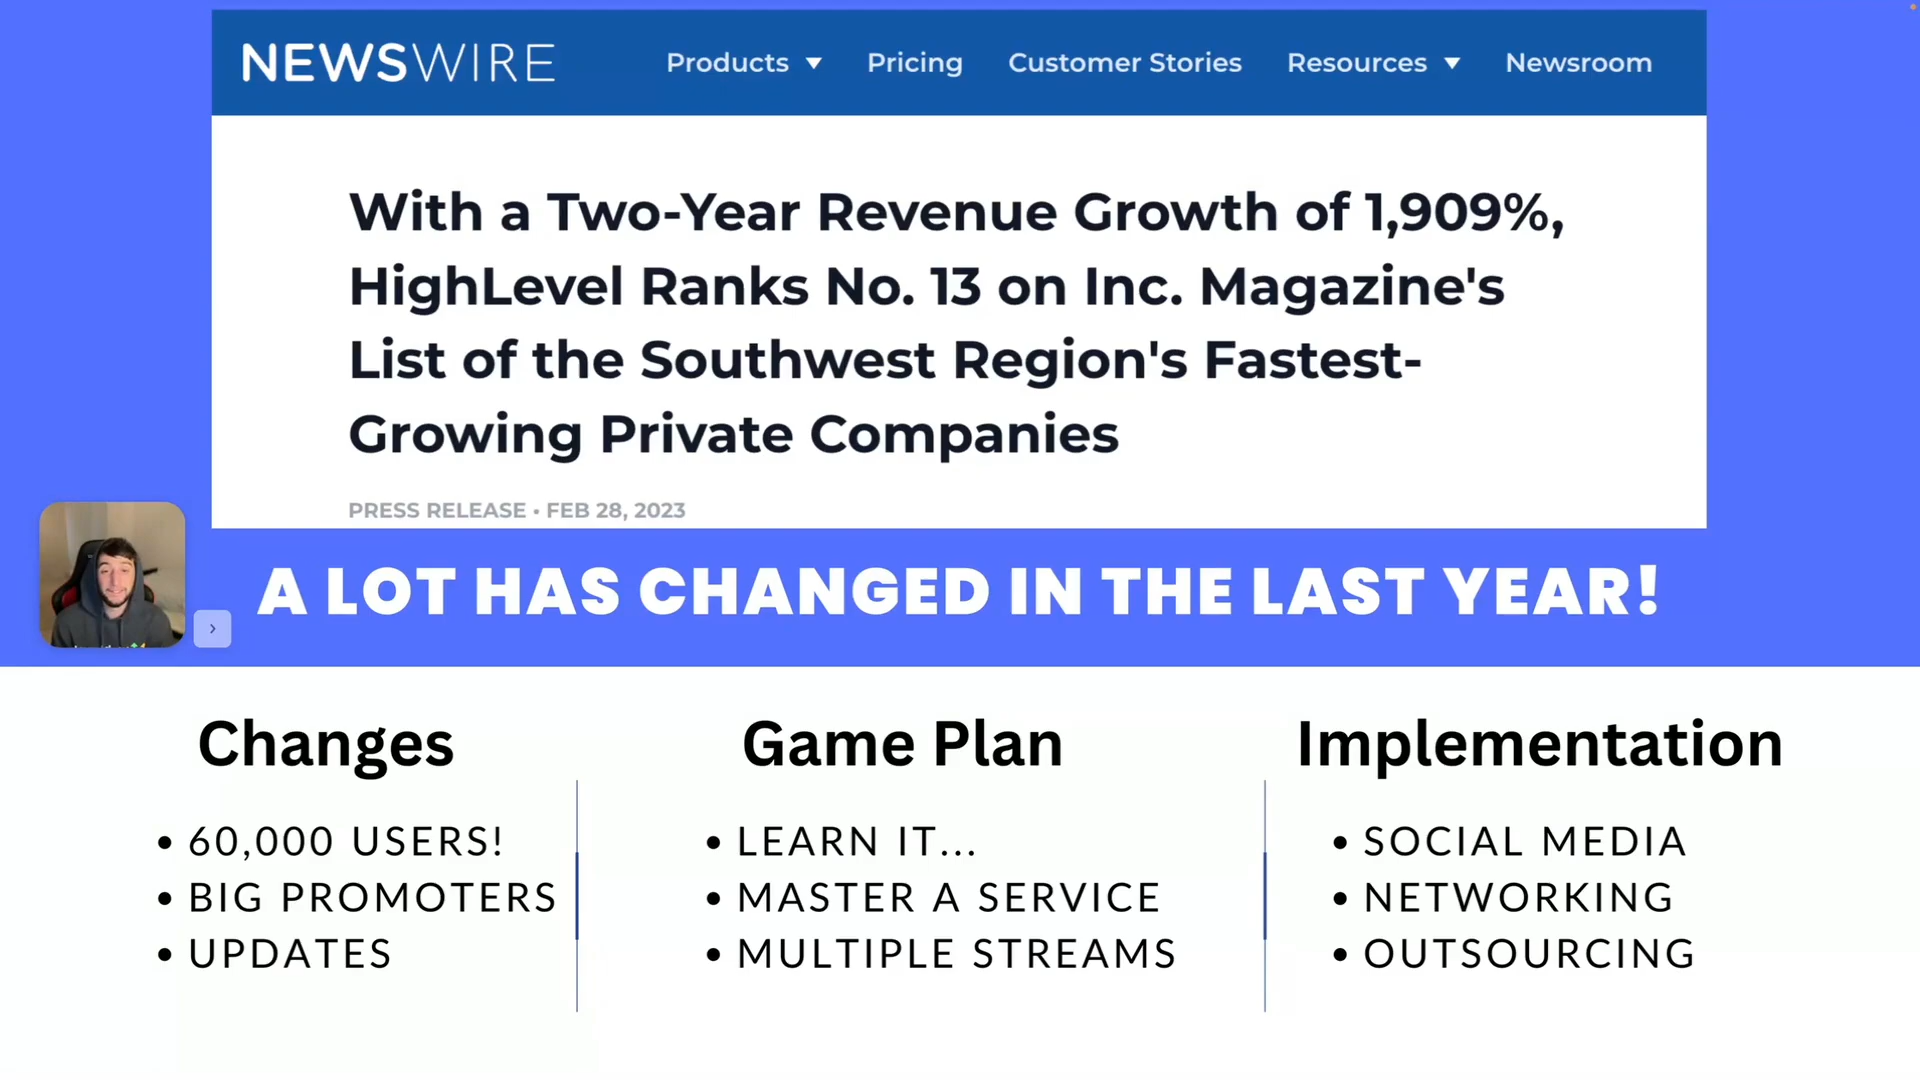 NEWSWIRE
Products ▼ Pricing Customer Stories Resources ▼ Newsroom
With a Two-Year Revenue Growth of 1,909%,
HighLevel Ranks No. 13 on Inc. Magazine's
List of the Southwest Region's Fastest-
Growing Private Companies
PRESS RELEASE • FEB 28, 2023
A LOT HAS CHANGED IN THE LAST YEAR!
Changes
• 60,000 USERS!
• BIG PROMOTERS
• UPDATES
Game Plan
• LEARN IT...
• MASTER A SERVICE
• MULTIPLE STREAMS
Implementation
• SOCIAL MEDIA
• NETWORKING
• OUTSOURCING